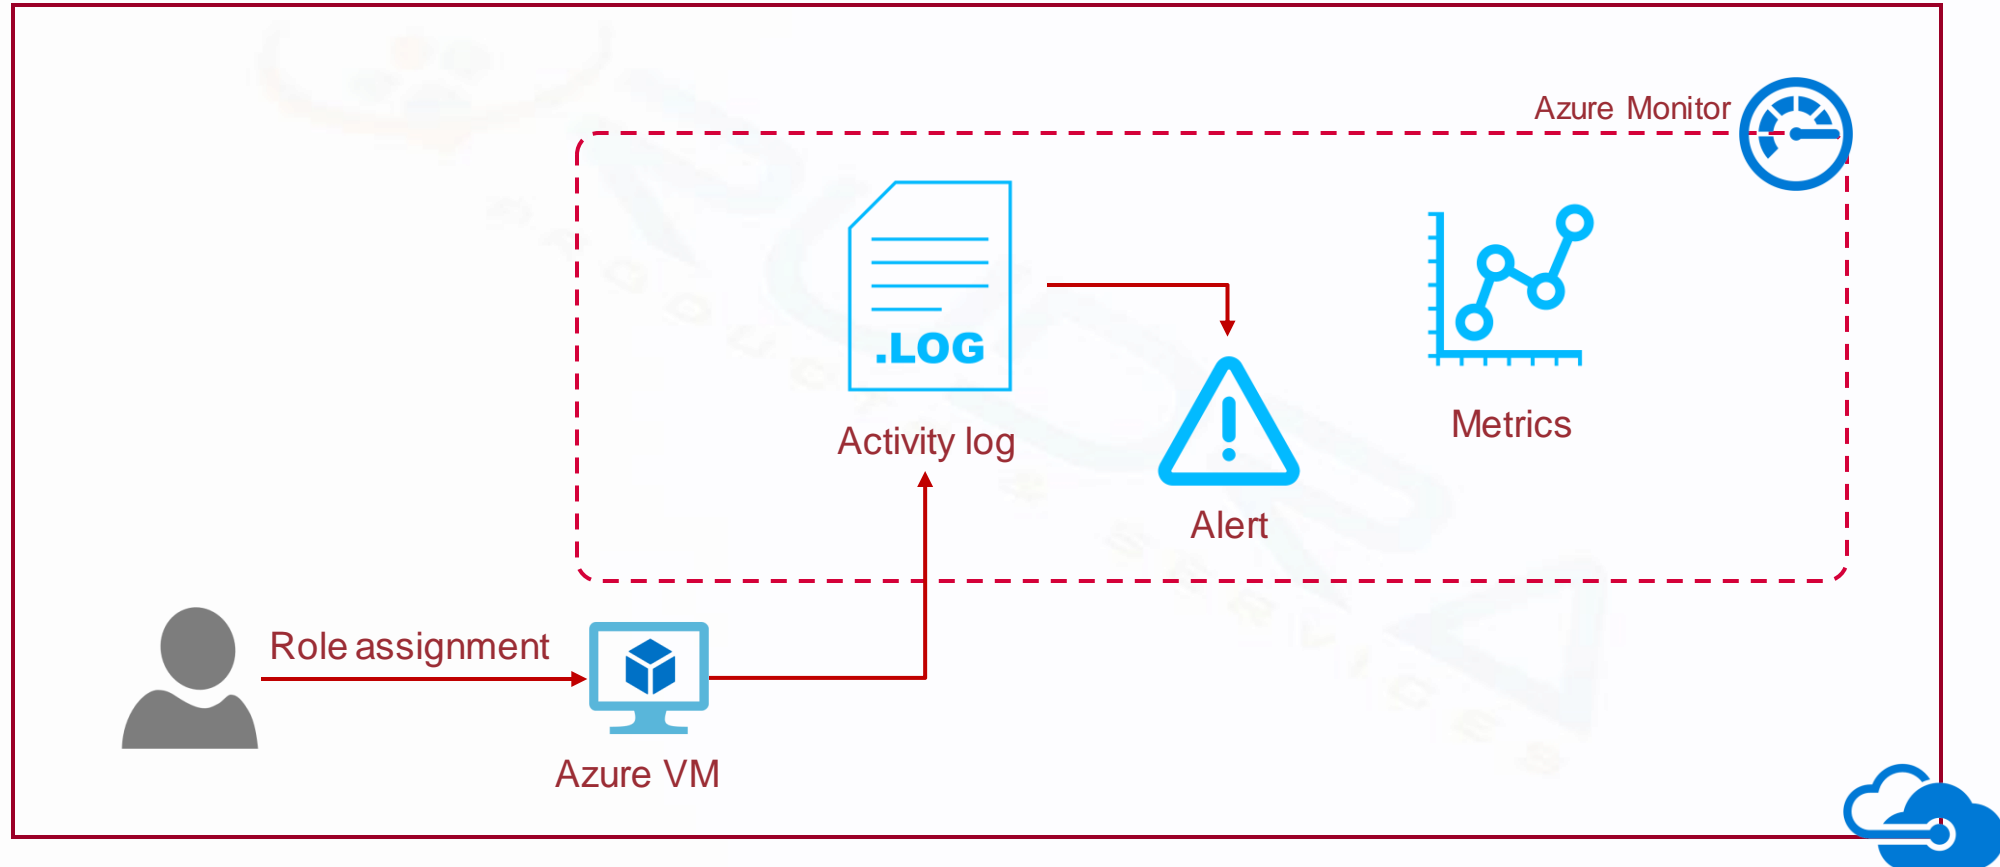 Azure Monitor
.LOG
Activity log
Metrics
Alert
Role assignment
Azure VM